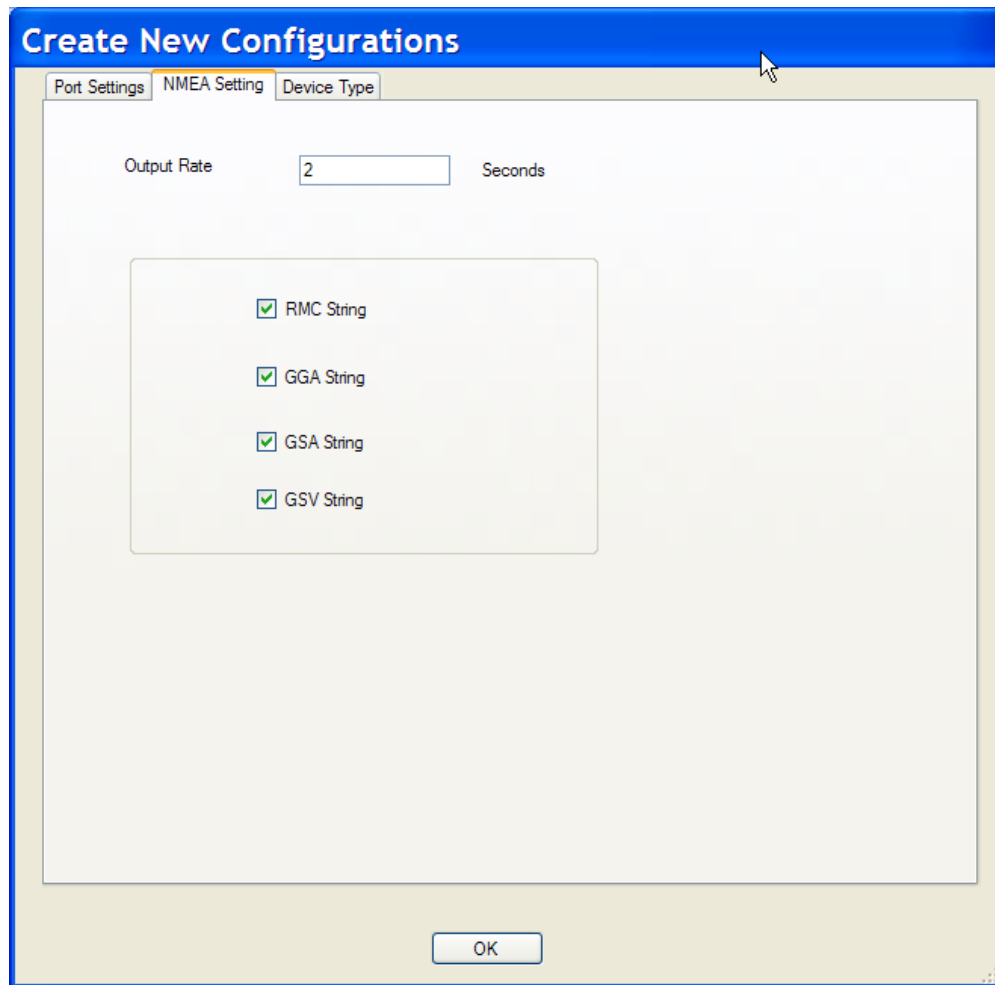 Create New Configurations
Port Settings NMEA Setting Device Type
Output Rate 2 Seconds
RMC String
GGA String
GSA String
GSV String
OK